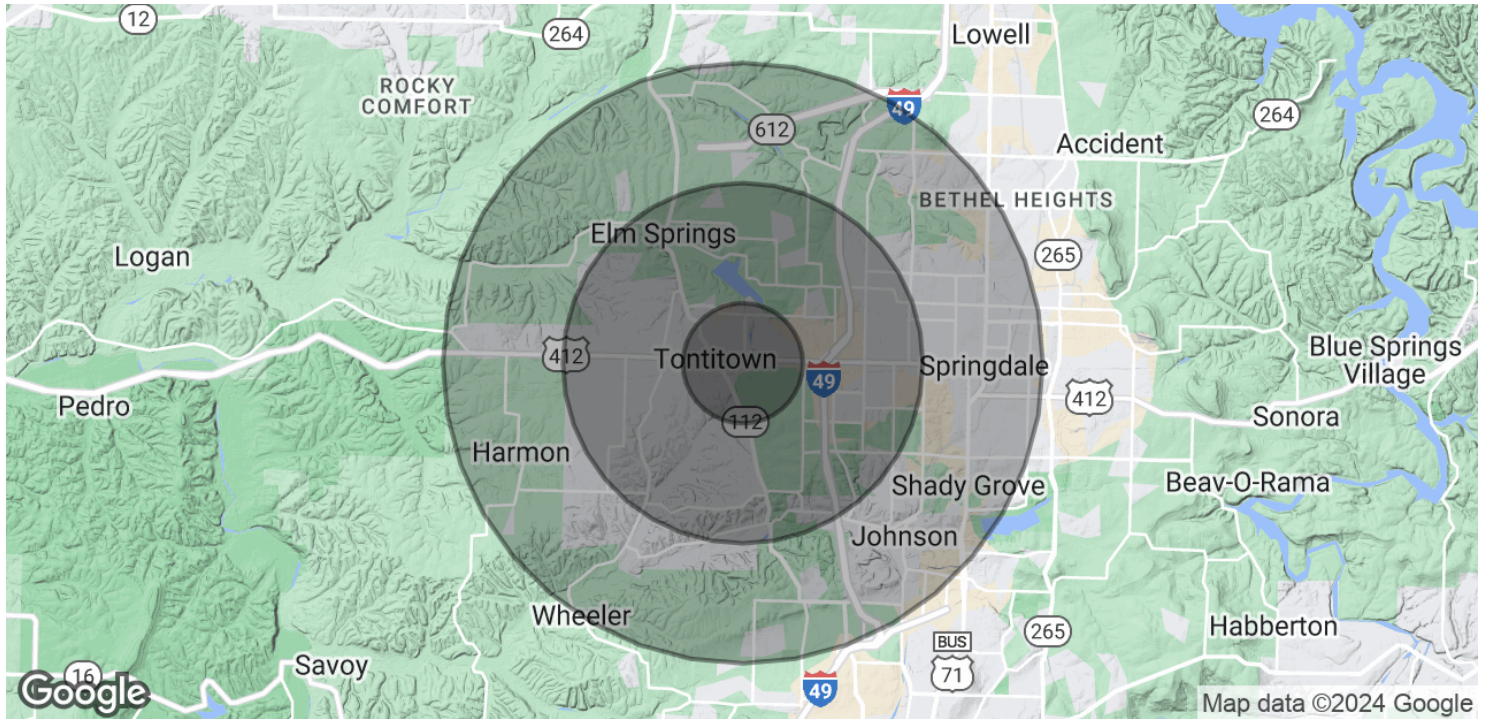 12
264
Lowell
ROCKY
COMFORT
49
612
264
Accident
BETHEL HEIGHTS
Elm Springs
Logan
265
412
Tontitown
49
Springdale
Blue Springs
Village
Pedro
412
Sonora
112
Harmon
Shady Grove
Beav-O-Rama
Johnson
Wheeler
265
Habberton
BUS
71
Savoy
16
49
Google
Map data ©2024 Google